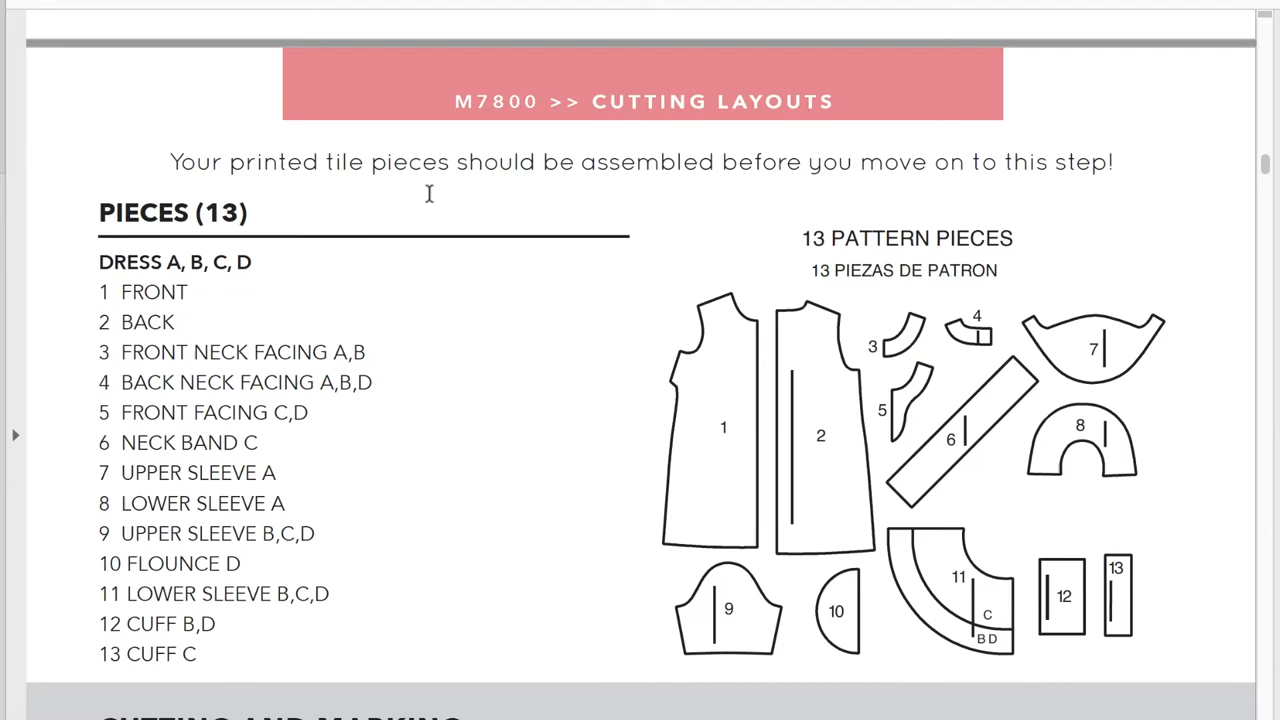 M7800 >> CUTTING LAYOUTS
Your printed tile pieces should be assembled before you move on to this step!
PIECES (13)
DRESS A, B, C, D
1 FRONT
2 BACK
3 FRONT NECK FACING A,B
4 BACK NECK FACING A,B,D
5 FRONT FACING C,D
6 NECK BAND C
7 UPPER SLEEVE A
8 LOWER SLEEVE A
9 UPPER SLEEVE B,C,D
10 FLOUNCE D
11 LOWER SLEEVE B,C,D
12 CUFF B,D
13 CUFF C
13 PATTERN PIECES
13 PIEZAS DE PATRON
1
2
3
4
5
6
7
8
9
10
11
C
B D
12
13
CUTTING AND MARKING